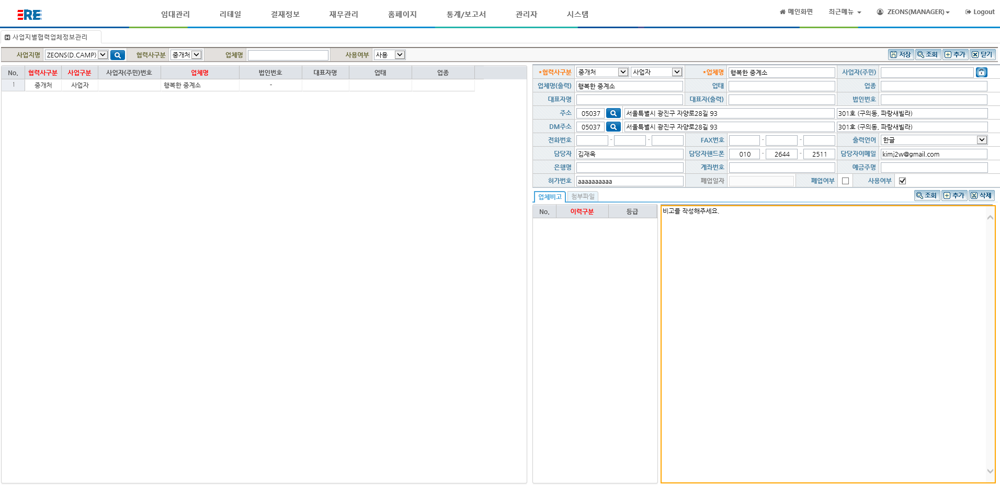 RE 임대관리 리테일 결재정보 재무관리 홈페이지 통계/보고서 관리자 시스템 메인화면 최근메뉴 ZEONS(MANAGER) Logout
사업지별협력업체정보관리
사업지명 ZEONS(D.CAMP) 협력사구분 중개처 업체명 사용여부 사용 저장 조회 추가 닫기
No. 협력사구분 사업구분 사업자(주민)번호 업체명 법인번호 대표자명 업태 업종
1 중개처 사업자 행복한 중계소 -
*협력사구분 중개처 사업자 *업체명 행복한 중계소 사업자(주민)
업체명(출력) 행복한 중계소 업태 업종
대표자명 대표자(출력) 법인번호
주소 05037 서울특별시 광진구 자양로28길 93 301호 (구의동, 파랑새빌라)
DM주소 05037 서울특별시 광진구 자양로28길 93 301호 (구의동, 파랑새빌라)
전화번호 - - FAX번호 - - 출력언어 한글
담당자 김재욱 담당자핸드폰 010 - 2644 - 2511 담당자이메일 kimj2w@gmail.com
은행명 계좌번호 예금주명
허가번호 aaaaaaaaaa 폐업일자 폐업여부 사용여부
업체비고 첨부파일 조회 추가 삭제
No. 이력구분 등급
비고를 작성해주세요.